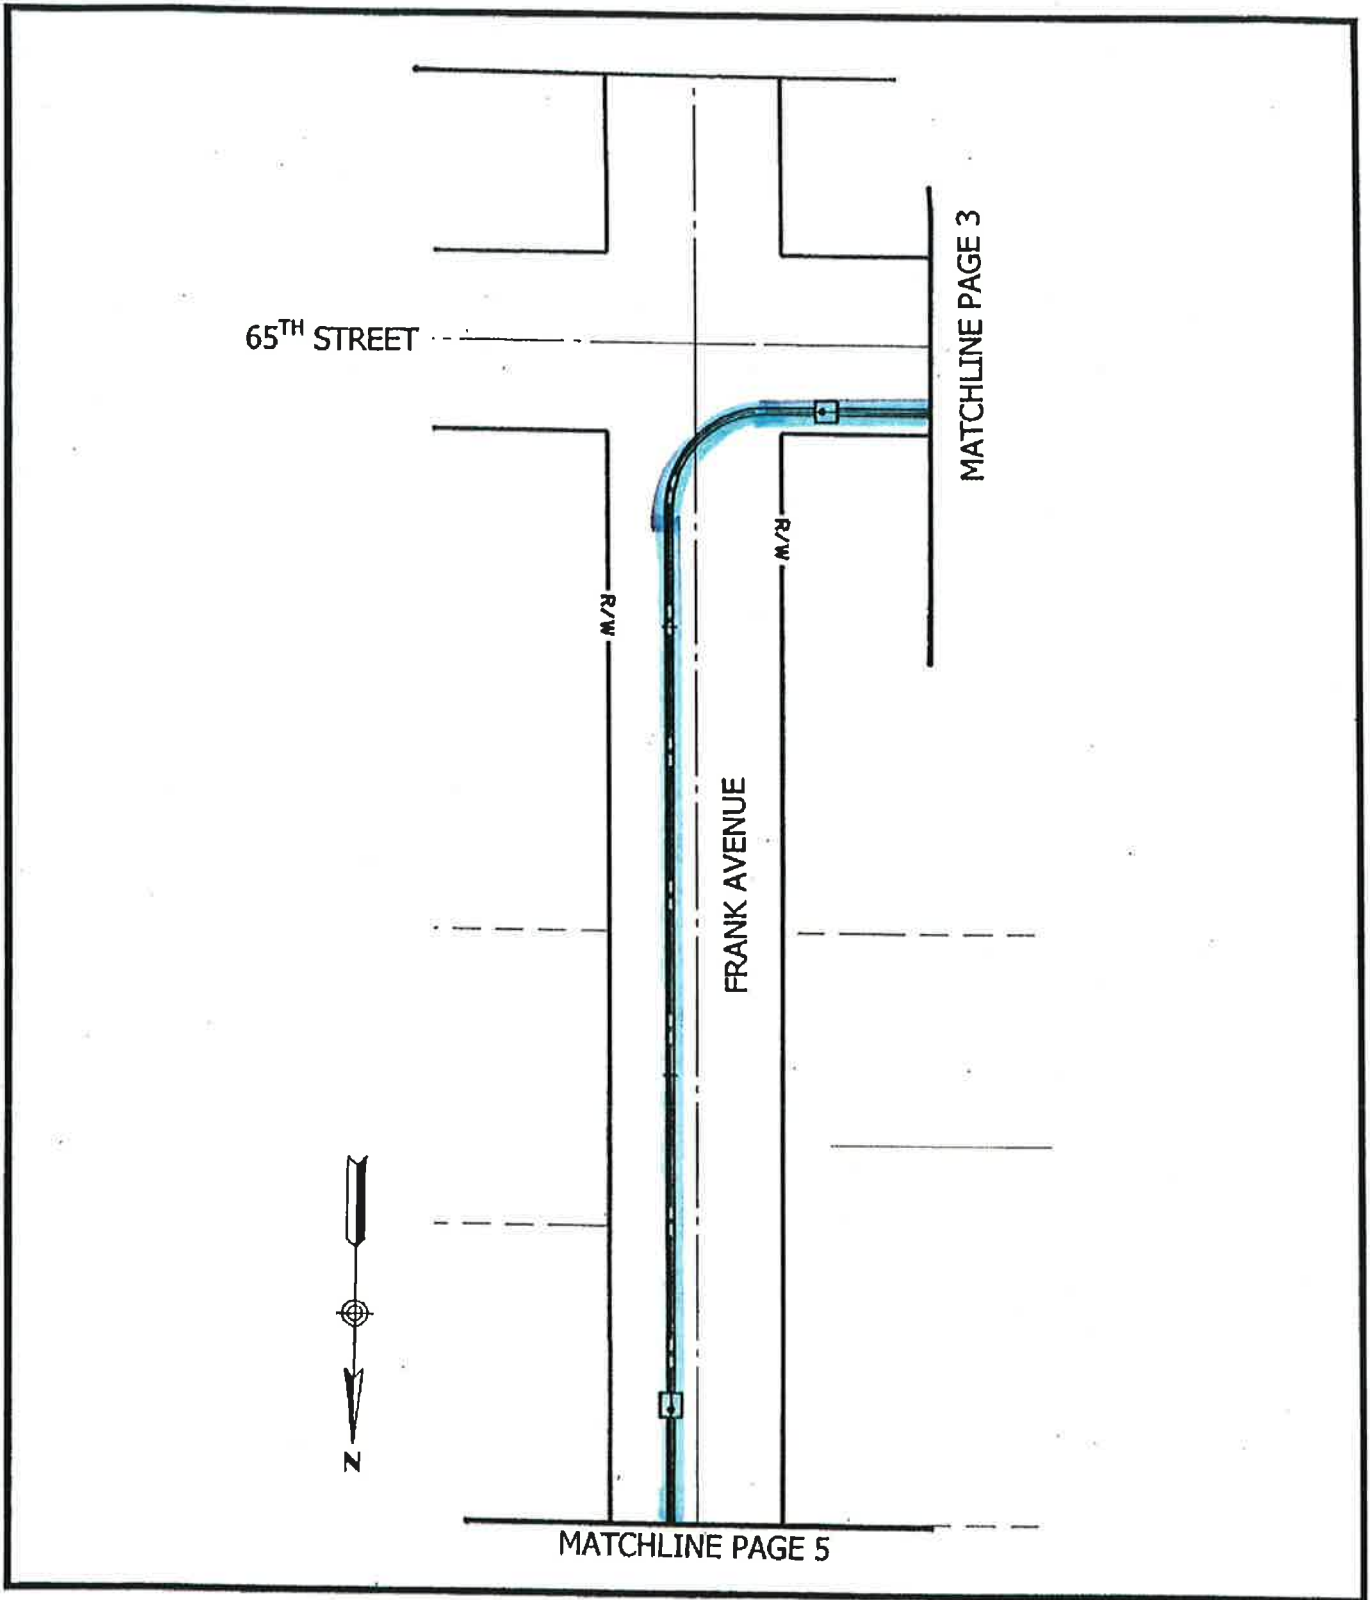 65TH STREET
MATCHLINE PAGE 3
R/W
R/W
FRANK AVENUE
N
MATCHLINE PAGE 5